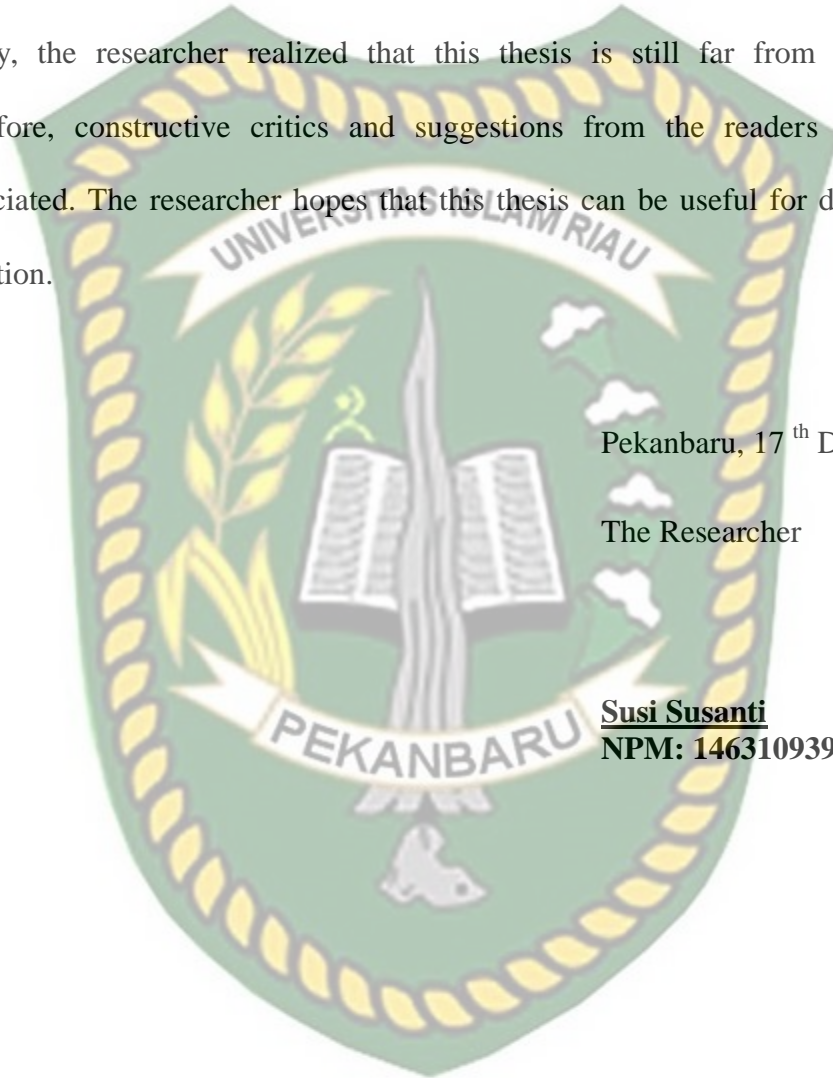 y, the researcher realized that this thesis is still far from
fore, constructive critics and suggestions from the readers
ciated. The researcher hopes that this thesis can be useful for d
tion.
UNIVERSITAS ISLAM RIAU
Pekanbaru, 17 th D
The Researcher
Susi Susanti
NPM: 146310939
PEKANBARU